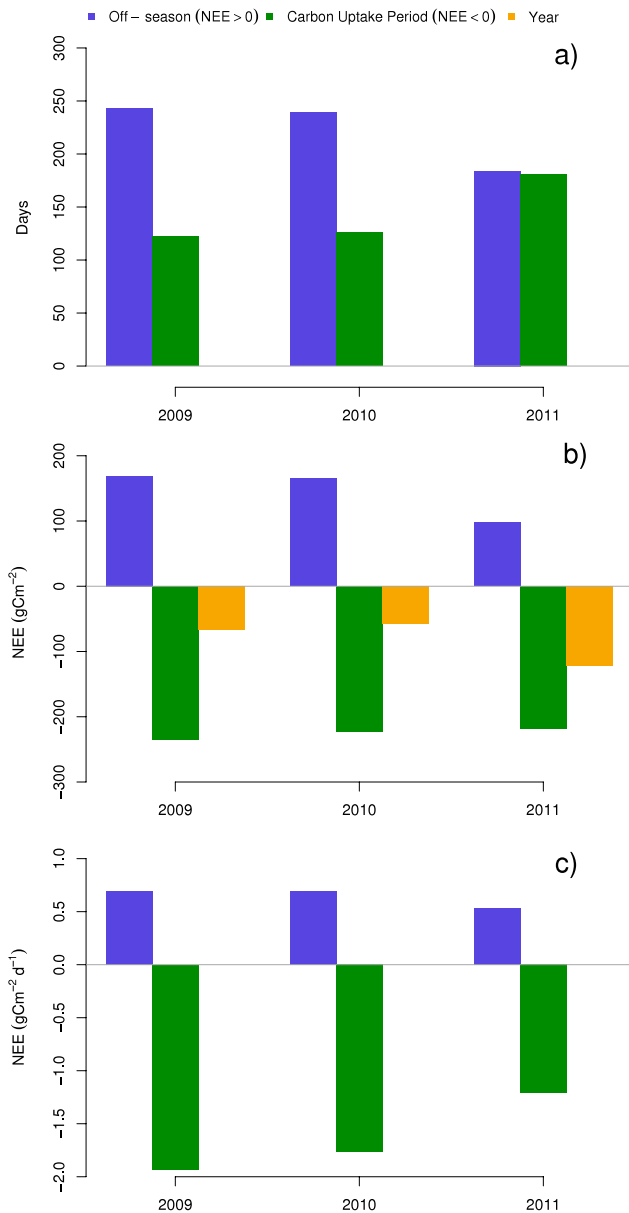 Off − season (NEE > 0) Carbon Uptake Period (NEE < 0) Year
a)
300
250
200
150
100
50
0
Days
2009 2010 2011
b)
200
100
0
−100
−200
−300
NEE (gCm−2)
2009 2010 2011
c)
1.0
0.5
0.0
−0.5
−1.0
−1.5
−2.0
NEE (gCm−2 d−1)
2009 2010 2011